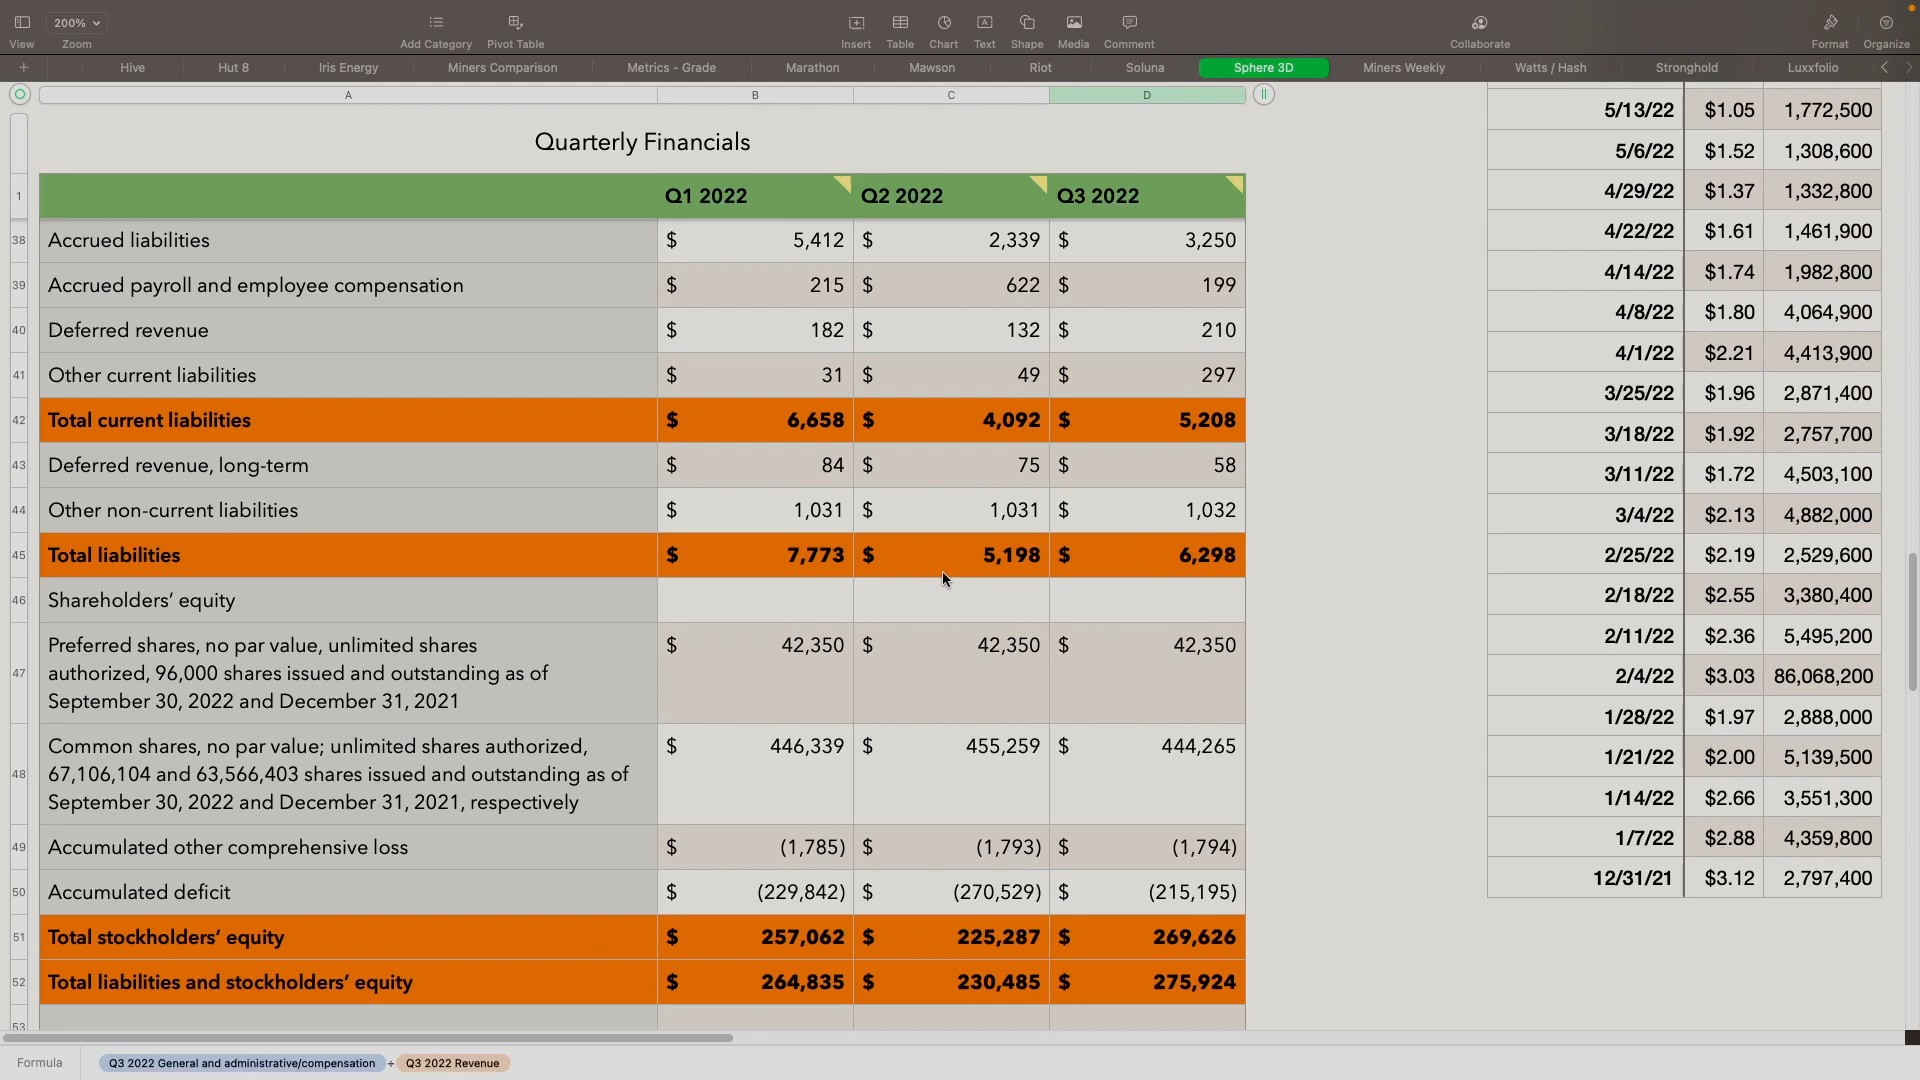 200%
View
Zoom
Add Category
Pivot Table
Insert
Table
Chart
Text
Shape
Media
Comment
Collaborate
Format
Organize
Hive
Hut 8
Iris Energy
Miners Comparison
Metrics - Grade
Marathon
Mawson
Riot
Soluna
Sphere 3D
Miners Weekly
Watts / Hash
Stronghold
Luxxfolio
A B C D
Quarterly Financials
1 Q1 2022 Q2 2022 Q3 2022
38 Accrued liabilities $ 5,412 $ 2,339 $ 3,250
39 Accrued payroll and employee compensation $ 215 $ 622 $ 199
40 Deferred revenue $ 182 $ 132 $ 210
41 Other current liabilities $ 31 $ 49 $ 297
42 Total current liabilities $ 6,658 $ 4,092 $ 5,208
43 Deferred revenue, long-term $ 84 $ 75 $ 58
44 Other non-current liabilities $ 1,031 $ 1,031 $ 1,032
45 Total liabilities $ 7,773 $ 5,198 $ 6,298
46 Shareholders’ equity
47 Preferred shares, no par value, unlimited shares $ 42,350 $ 42,350 $ 42,350
authorized, 96,000 shares issued and outstanding as of
September 30, 2022 and December 31, 2021
48 Common shares, no par value; unlimited shares authorized, $ 446,339 $ 455,259 $ 444,265
67,106,104 and 63,566,403 shares issued and outstanding as of
September 30, 2022 and December 31, 2021, respectively
49 Accumulated other comprehensive loss $ (1,785) $ (1,793) $ (1,794)
50 Accumulated deficit $ (229,842) $ (270,529) $ (215,195)
51 Total stockholders’ equity $ 257,062 $ 225,287 $ 269,626
52 Total liabilities and stockholders’ equity $ 264,835 $ 230,485 $ 275,924
53
5/13/22 $1.05 1,772,500
5/6/22 $1.52 1,308,600
4/29/22 $1.37 1,332,800
4/22/22 $1.61 1,461,900
4/14/22 $1.74 1,982,800
4/8/22 $1.80 4,064,900
4/1/22 $2.21 4,413,900
3/25/22 $1.96 2,871,400
3/18/22 $1.92 2,757,700
3/11/22 $1.72 4,503,100
3/4/22 $2.13 4,882,000
2/25/22 $2.19 2,529,600
2/18/22 $2.55 3,380,400
2/11/22 $2.36 5,495,200
2/4/22 $3.03 86,068,200
1/28/22 $1.97 2,888,000
1/21/22 $2.00 5,139,500
1/14/22 $2.66 3,551,300
1/7/22 $2.88 4,359,800
12/31/21 $3.12 2,797,400
Formula Q3 2022 General and administrative/compensation ÷ Q3 2022 Revenue